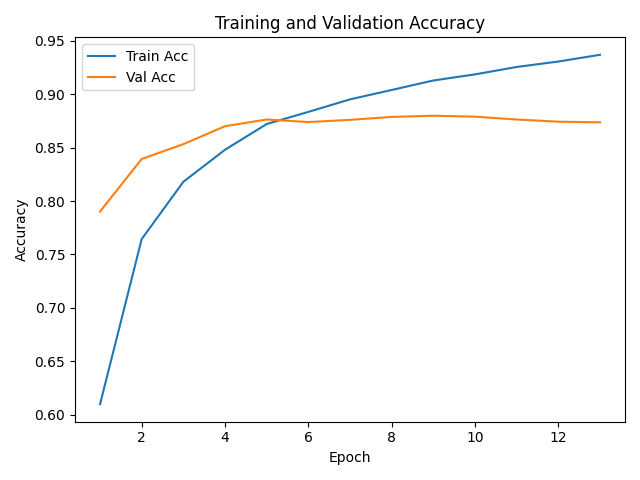 Training and Validation Accuracy
Train Acc
Val Acc
0.95
0.90
0.85
0.80
0.75
0.70
0.65
0.60
Accuracy
2 4 6 8 10 12
Epoch